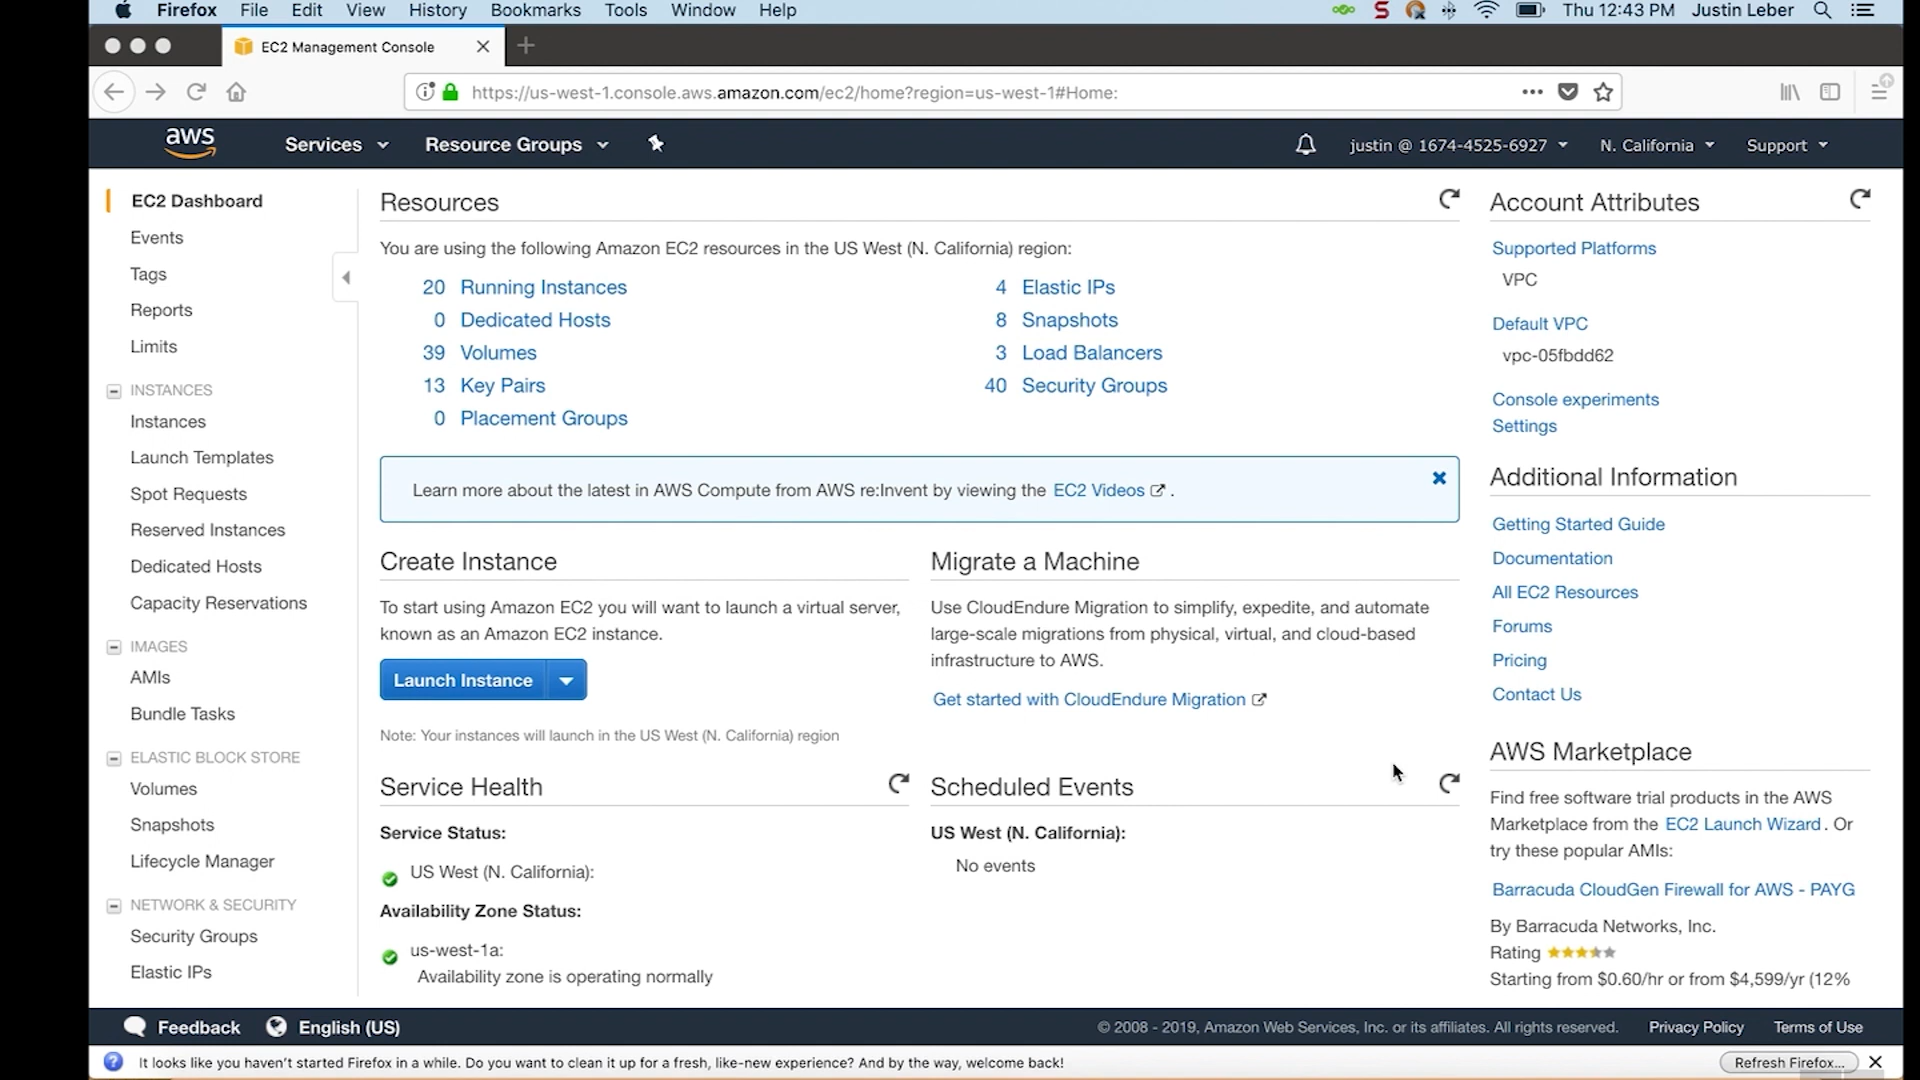 Firefox File Edit View History Bookmarks Tools Window Help
Thu 12:43 PM Justin Leber
EC2 Management Console
https://us-west-1.console.aws.amazon.com/ec2/home?region=us-west-1#Home:
aws Services Resource Groups
justin @ 1674-4525-6927 N. California Support
EC2 Dashboard
Events
Tags
Reports
Limits
INSTANCES
Instances
Launch Templates
Spot Requests
Reserved Instances
Dedicated Hosts
Capacity Reservations
IMAGES
AMIs
Bundle Tasks
ELASTIC BLOCK STORE
Volumes
Snapshots
Lifecycle Manager
NETWORK & SECURITY
Security Groups
Elastic IPs
Resources
You are using the following Amazon EC2 resources in the US West (N. California) region:
20 Running Instances
0 Dedicated Hosts
39 Volumes
13 Key Pairs
0 Placement Groups
4 Elastic IPs
8 Snapshots
3 Load Balancers
40 Security Groups
Learn more about the latest in AWS Compute from AWS re:Invent by viewing the EC2 Videos .
Create Instance
To start using Amazon EC2 you will want to launch a virtual server,
known as an Amazon EC2 instance.
Launch Instance
Note: Your instances will launch in the US West (N. California) region
Migrate a Machine
Use CloudEndure Migration to simplify, expedite, and automate
large-scale migrations from physical, virtual, and cloud-based
infrastructure to AWS.
Get started with CloudEndure Migration
Service Health
Service Status:
US West (N. California):
Availability Zone Status:
us-west-1a:
Availability zone is operating normally
Scheduled Events
US West (N. California):
No events
Account Attributes
Supported Platforms
VPC
Default VPC
vpc-05fbdd62
Console experiments
Settings
Additional Information
Getting Started Guide
Documentation
All EC2 Resources
Forums
Pricing
Contact Us
AWS Marketplace
Find free software trial products in the AWS
Marketplace from the EC2 Launch Wizard. Or
try these popular AMIs:
Barracuda CloudGen Firewall for AWS - PAYG
By Barracuda Networks, Inc.
Rating
Starting from $0.60/hr or from $4,599/yr (12%
Feedback English (US)
© 2008 - 2019, Amazon Web Services, Inc. or its affiliates. All rights reserved. Privacy Policy Terms of Use
It looks like you haven't started Firefox in a while. Do you want to clean it up for a fresh, like-new experience? And by the way, welcome back!
Refresh Firefox...